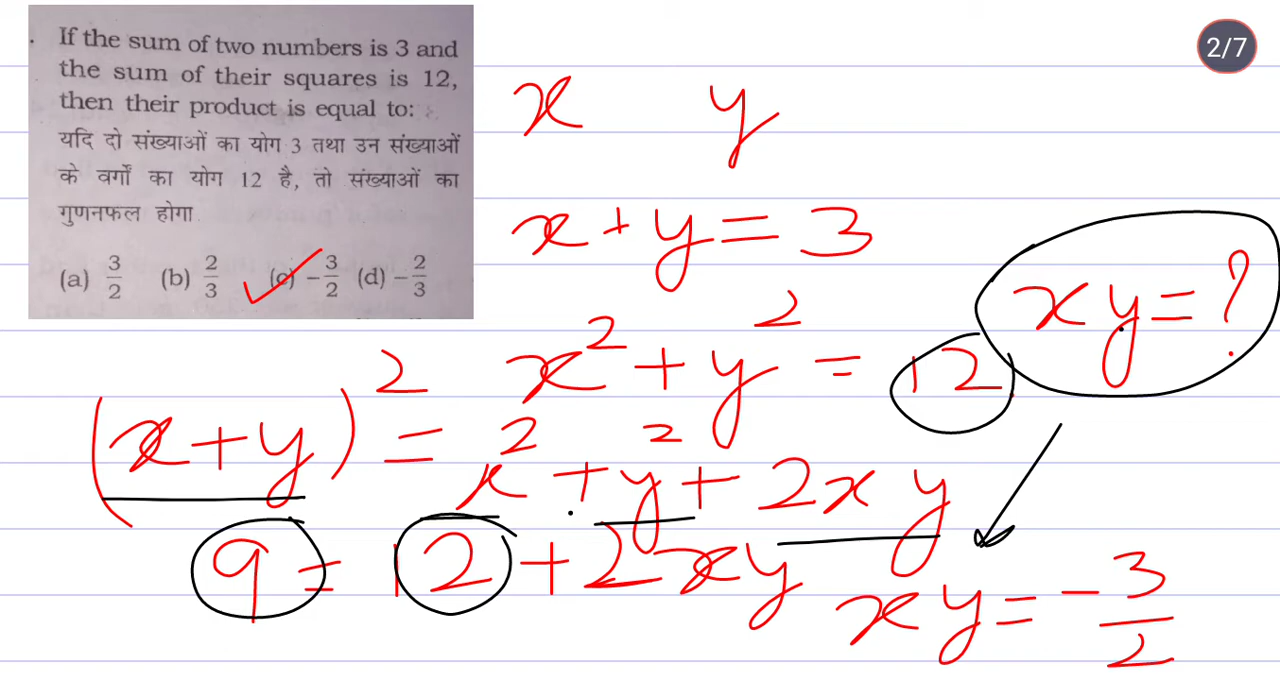 . If the sum of two numbers is 3 and
the sum of their squares is 12,
then their product is equal to:
यदि दो संख्याओं का योग 3 तथा उन संख्याओं
के वर्गों का योग 12 है, तो संख्याओं का
गुणनफल होगा
(a) 3/2 (b) 2/3 (c) -3/2 (d) -2/3
2/7
x y
x + y = 3
xy = ?
x² + y² = 12
(x + y)² = x² + y² + 2xy
9 = 12 + 2xy
xy = -3/2